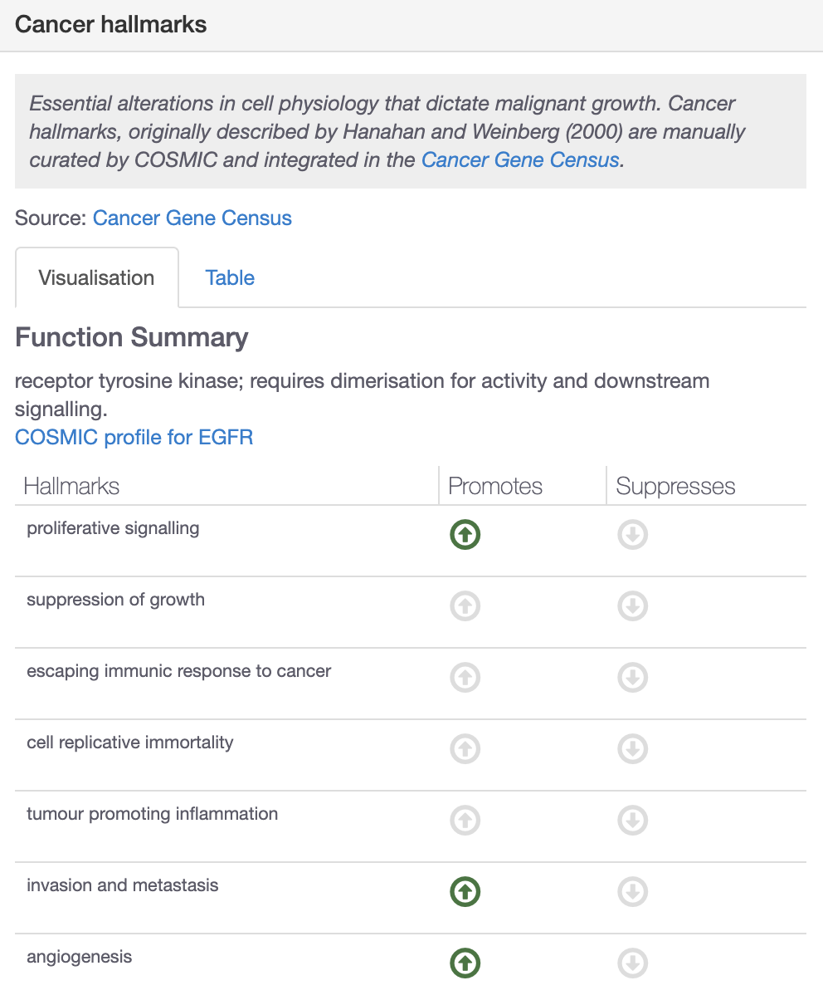 Cancer hallmarks
Essential alterations in cell physiology that dictate malignant growth. Cancer
hallmarks, originally described by Hanahan and Weinberg (2000) are manually
curated by COSMIC and integrated in the Cancer Gene Census.
Source: Cancer Gene Census
Visualisation Table
Function Summary
receptor tyrosine kinase; requires dimerisation for activity and downstream
signalling.
COSMIC profile for EGFR
Hallmarks Promotes Suppresses
proliferative signalling
suppression of growth
escaping immunic response to cancer
cell replicative immortality
tumour promoting inflammation
invasion and metastasis
angiogenesis